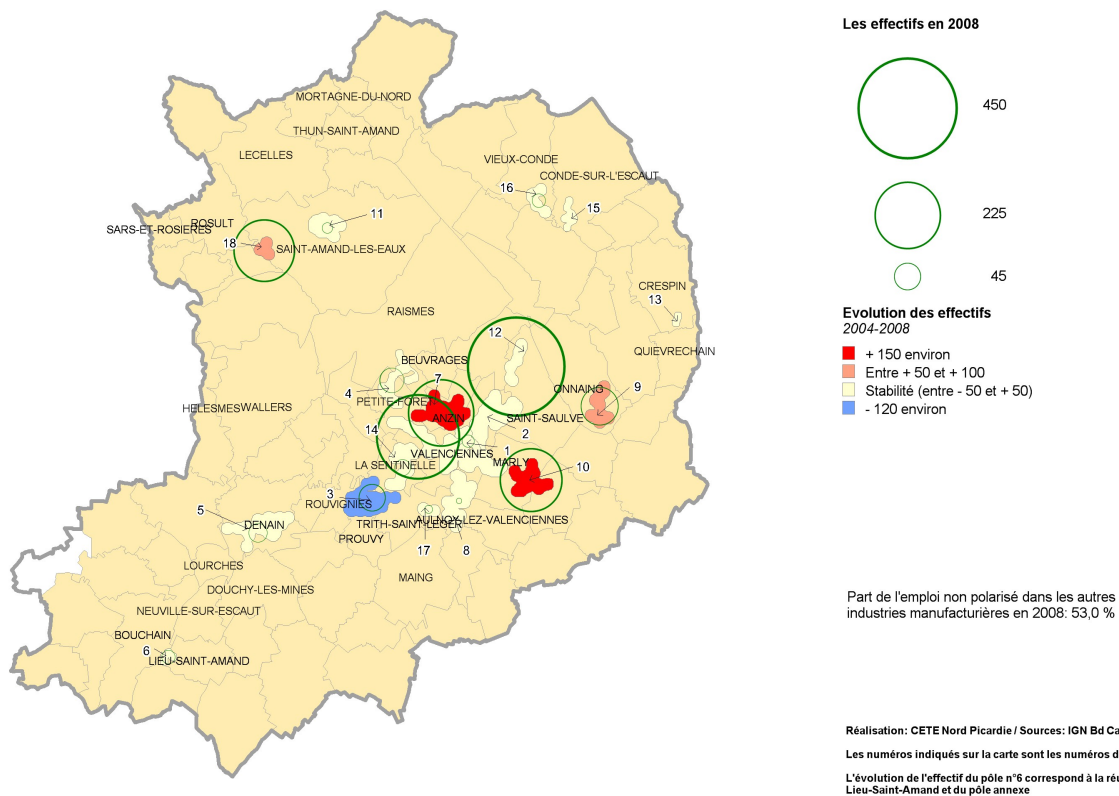 Les effectifs en 2008
450
225
45
Evolution des effectifs
2004-2008
+ 150 environ
Entre + 50 et + 100
Stabilité (entre - 50 et + 50)
- 120 environ
MORTAGNE-DU-NORD
THUN-SAINT-AMAND
LECELLES
VIEUX-CONDE
CONDE-SUR-L'ESCAUT
16
15
11
ROSULT
SARS-ET-ROSIERES
18
SAINT-AMAND-LES-EAUX
CRESPIN
13
RAISMES
12
QUIEVRECHAIN
BEUVRAGES
7
4
ONNAING
9
PETITE-FORET
HELESMES
WALLERS
ANZIN
SAINT-SAULVE
14
2
1
VALENCIENNES
LA SENTINELLE
MARLY
10
3
ROUVIGNIES
5
DENAIN
TRITH-SAINT-LEGER
AULNOY-LEZ-VALENCIENNES
PROUVY
17
8
LOURCHES
MAING
DOUCHY-LES-MINES
NEUVILLE-SUR-ESCAUT
BOUCHAIN
6
LIEU-SAINT-AMAND
Part de l'emploi non polarisé dans les autres
industries manufacturières en 2008: 53,0 %
Réalisation: CETE Nord Picardie / Sources: IGN Bd Ca
Les numéros indiqués sur la carte sont les numéros d
L'évolution de l'effectif du pôle n°6 correspond à la réu
Lieu-Saint-Amand et du pôle annexe